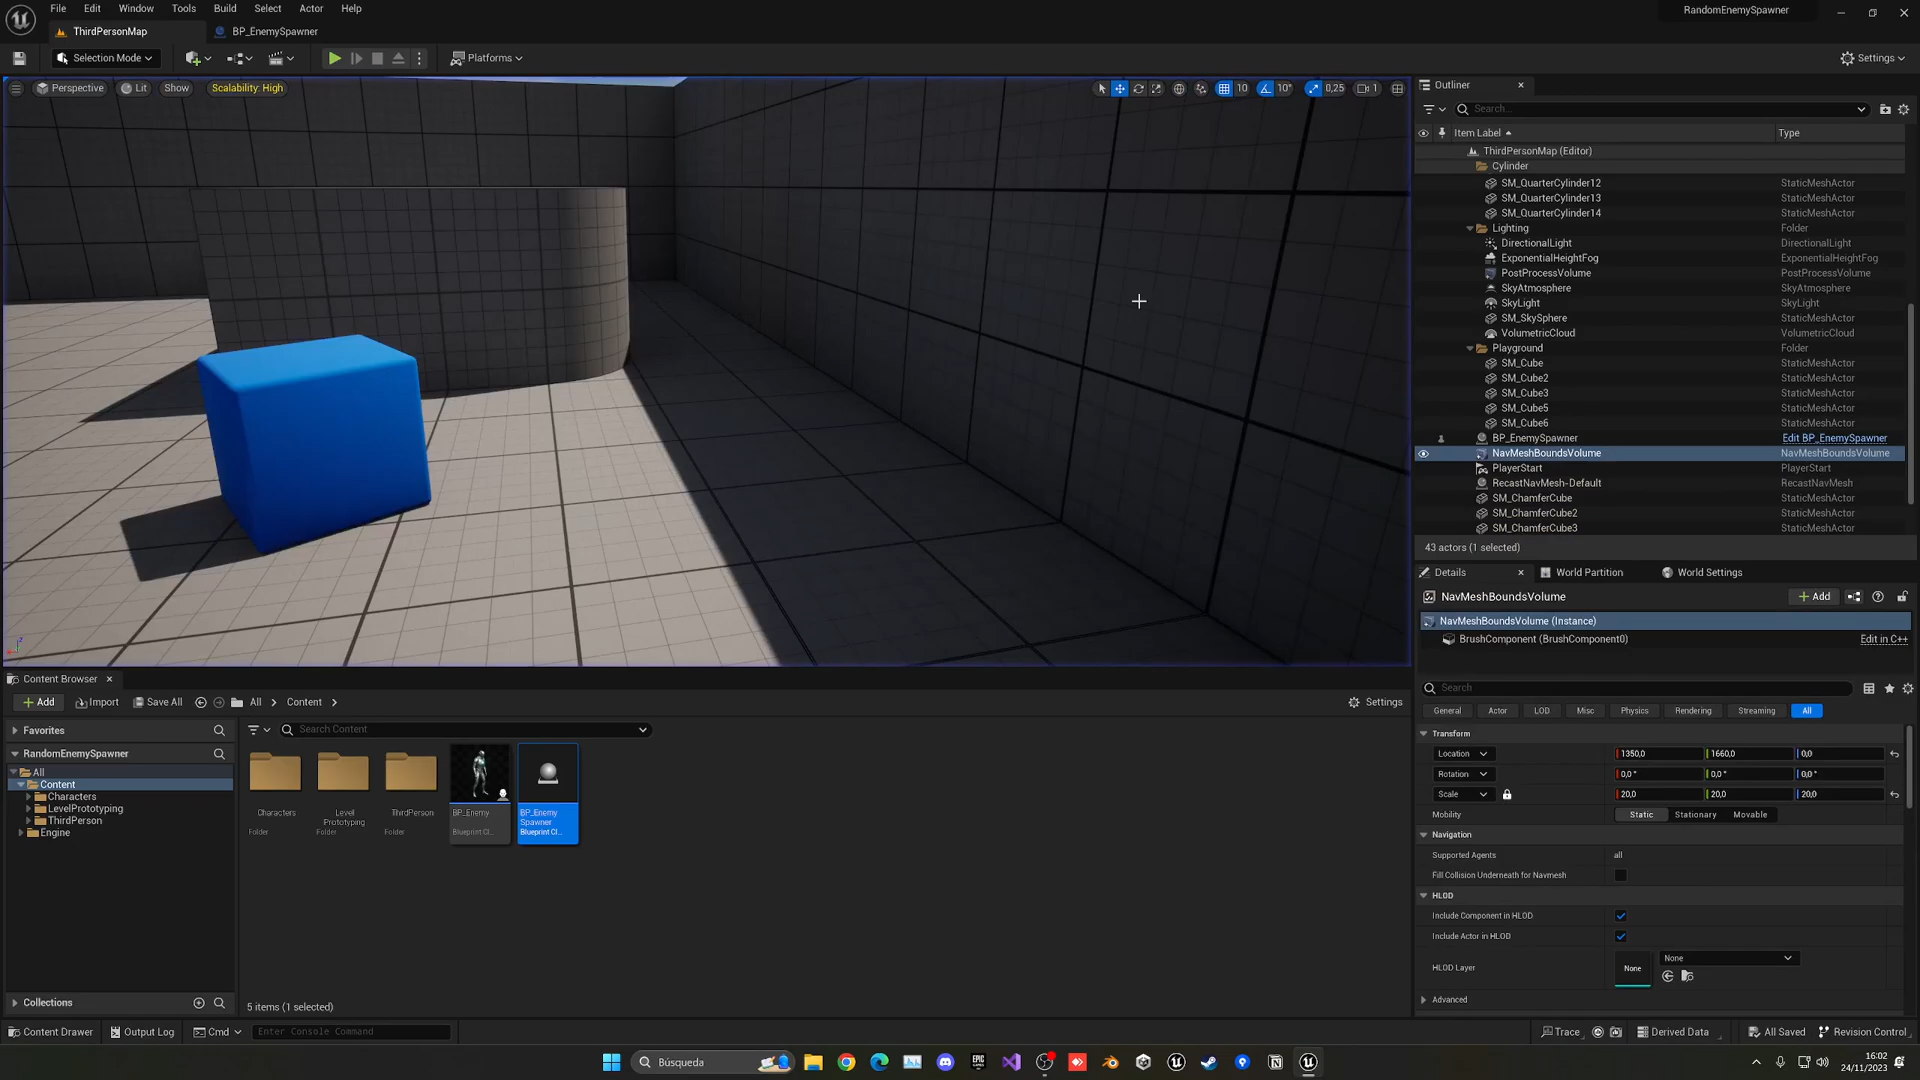 File Edit Window Tools Build Select Actor Help
RandomEnemySpawner
ThirdPersonMap
BP_EnemySpawner
Selection Mode
Platforms
Settings
Perspective Lit Show Scalability: High
10 10° 0,25 1
Outliner
Search...
Item Label Type
ThirdPersonMap (Editor)
Cylinder
SM_QuarterCylinder12 StaticMeshActor
SM_QuarterCylinder13 StaticMeshActor
SM_QuarterCylinder14 StaticMeshActor
Lighting Folder
DirectionalLight DirectionalLight
ExponentialHeightFog ExponentialHeightFog
PostProcessVolume PostProcessVolume
SkyAtmosphere SkyAtmosphere
SkyLight SkyLight
SM_SkySphere StaticMeshActor
VolumetricCloud VolumetricCloud
Playground Folder
SM_Cube StaticMeshActor
SM_Cube2 StaticMeshActor
SM_Cube3 StaticMeshActor
SM_Cube5 StaticMeshActor
SM_Cube6 StaticMeshActor
BP_EnemySpawner Edit BP_EnemySpawner
NavMeshBoundsVolume NavMeshBoundsVolume
PlayerStart PlayerStart
RecastNavMesh-Default RecastNavMesh
SM_ChamferCube StaticMeshActor
SM_ChamferCube2 StaticMeshActor
SM_ChamferCube3 StaticMeshActor
43 actors (1 selected)
Details World Partition World Settings
NavMeshBoundsVolume
Add
NavMeshBoundsVolume (Instance)
BrushComponent (BrushComponent0) Edit in C++
Search
General Actor LOD Misc Physics Rendering Streaming All
Transform
Location 1350,0 1660,0 0,0
Rotation 0,0 ° 0,0 ° 0,0 °
Scale 20,0 20,0 20,0
Mobility Static Stationary Movable
Navigation
Supported Agents all
Fill Collision Underneath for Navmesh
HLOD
Include Component in HLOD
Include Actor in HLOD
HLOD Layer None None
Advanced
Content Browser
Add Import Save All All Content Settings
Favorites
Search Content
RandomEnemySpawner
All
Content
Characters
LevelPrototyping
ThirdPerson
Engine
Collections
Characters
Folder
Level
Prototyping
Folder
ThirdPerson
Folder
BP_Enemy
Blueprint Cl...
BP_Enemy
Spawner
Blueprint Cl...
5 items (1 selected)
Content Drawer Output Log Cmd Enter Console Command
Trace Derived Data All Saved Revision Control
Búsqueda
EPIC
GAMES
16:02
24/11/2023